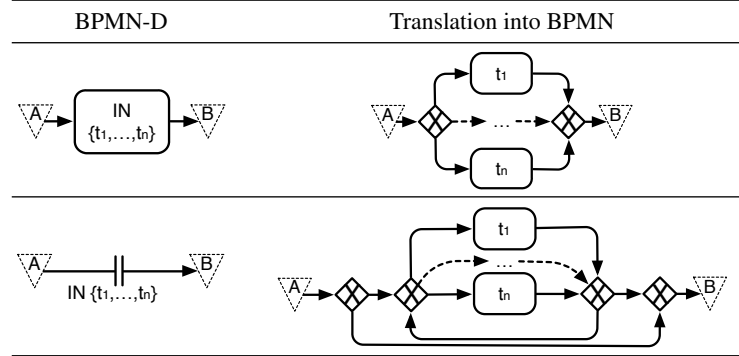 BPMN-D Translation into BPMN
t₁
A IN B A ... B
{t₁,...,tₙ}
tₙ
t₁
A B ...
A tₙ B
IN {t₁,...,tₙ}